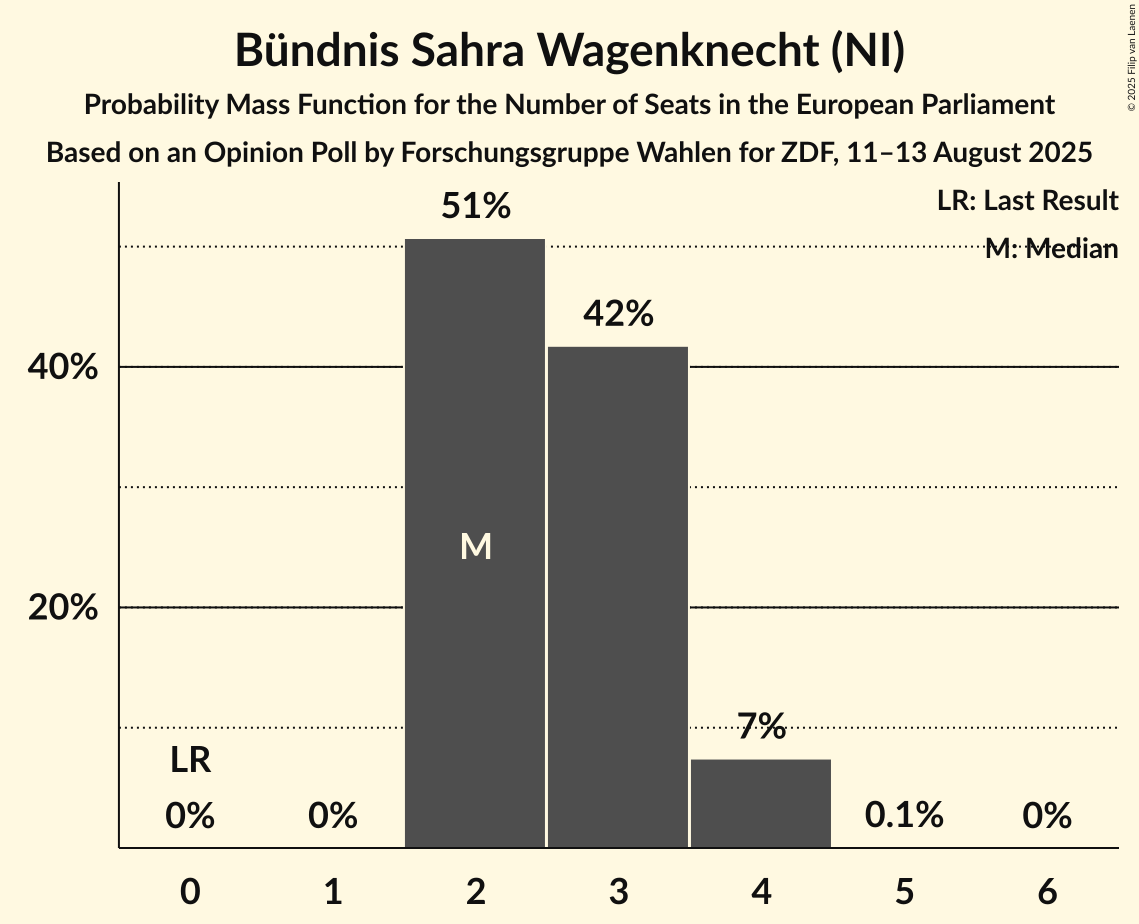 Bündnis Sahra Wagenknecht (NI)
Probability Mass Function for the Number of Seats in the European Parliament
Based on an Opinion Poll by Forschungsgruppe Wahlen for ZDF, 11–13 August 2025
© 2025 Filip van Laenen
LR: Last Result
M: Median
51%
42%
40%
M
20%
7%
LR
0%
0%
0.1%
0%
0
1
2
3
4
5
6